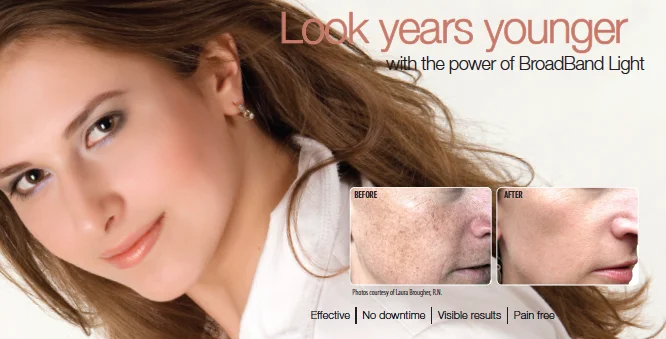 Look years younger
with the power of BroadBand Light
BEFORE
AFTER
Photos courtesy of Laura Brougher, R.N.
Effective | No downtime | Visible results | Pain free